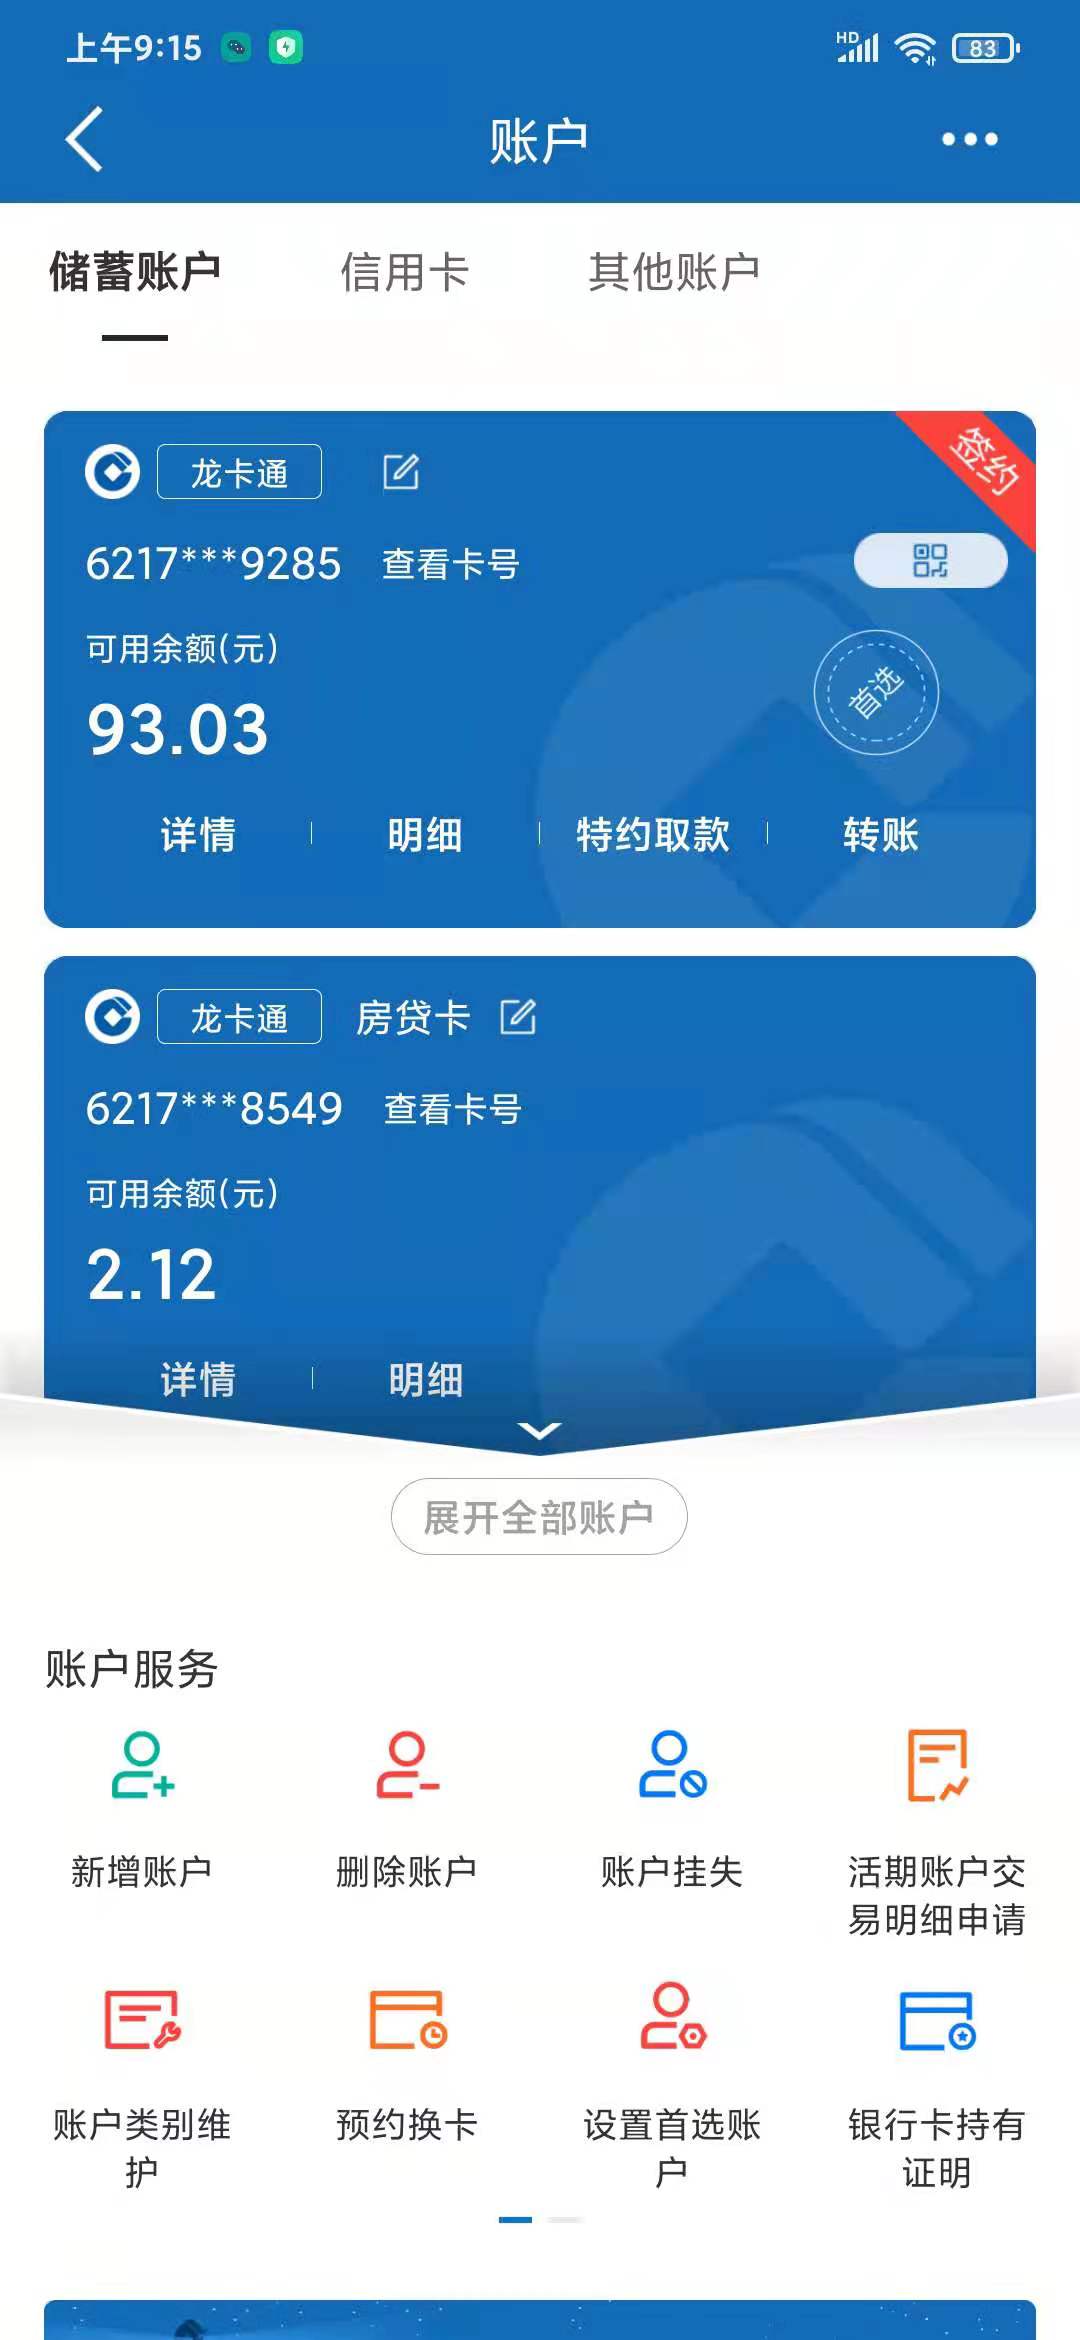 上午9:15
HD
83
账户
储蓄账户 信用卡 其他账户
签约
龙卡通
6217***9285 查看卡号
可用余额(元)
首选
93.03
详情 明细 特约取款 转账
龙卡通 房贷卡
6217***8549 查看卡号
可用余额(元)
2.12
详情 明细
展开全部账户
账户服务
新增账户 删除账户 账户挂失 活期账户交
易明细申请
账户类别维 预约换卡 设置首选账 银行卡持有
护 户 证明